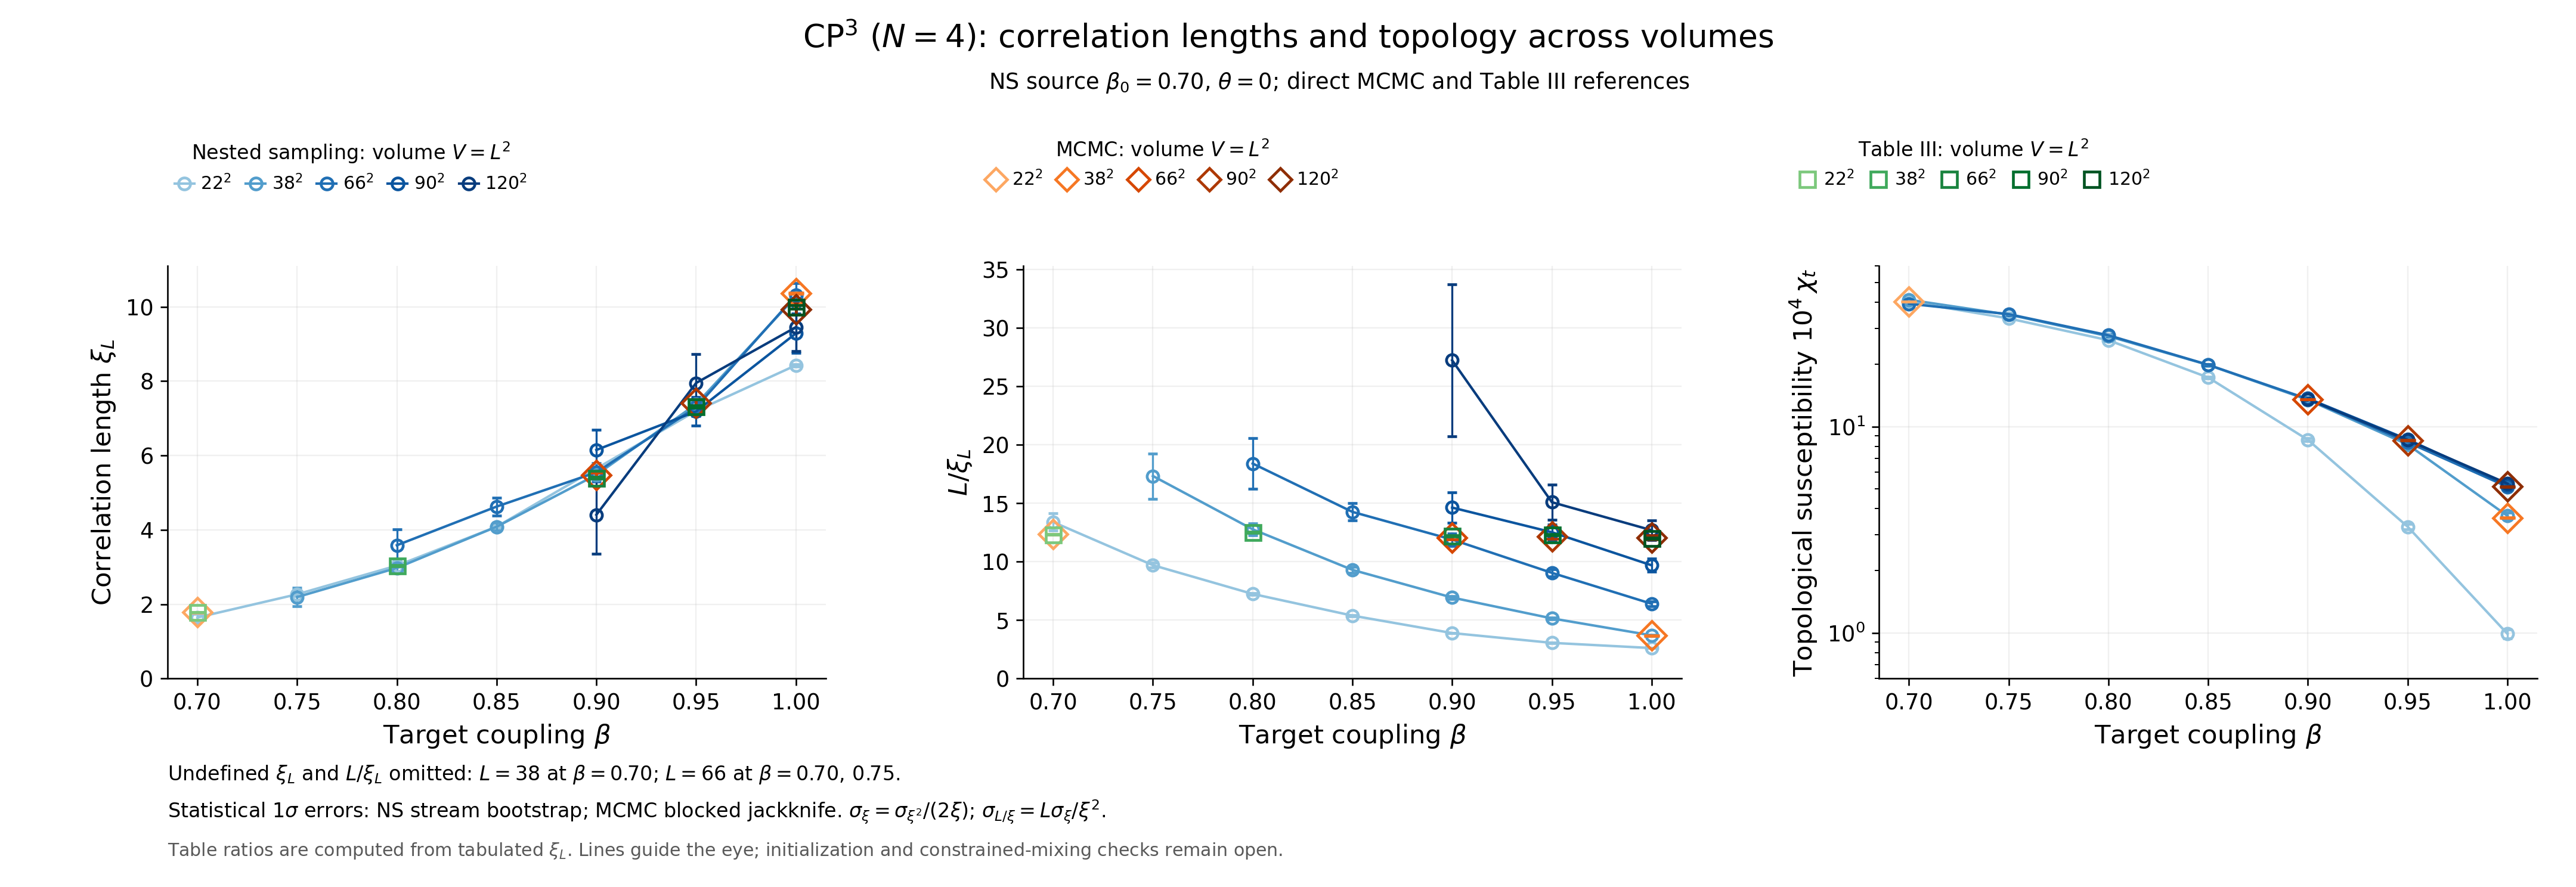 CP³ (N = 4): correlation lengths and topology across volumes
NS source β₀ = 0.70, θ = 0; direct MCMC and Table III references
Nested sampling: volume V = L²
22² 38² 66² 90² 120²
MCMC: volume V = L²
22² 38² 66² 90² 120²
Table III: volume V = L²
22² 38² 66² 90² 120²
Correlation length ξ_L
10
8
6
4
2
0
0.70 0.75 0.80 0.85 0.90 0.95 1.00
Target coupling β
L/ξ_L
35
30
25
20
15
10
5
0
0.70 0.75 0.80 0.85 0.90 0.95 1.00
Target coupling β
Topological susceptibility 10⁴ χ_t
10¹
10⁰
0.70 0.75 0.80 0.85 0.90 0.95 1.00
Target coupling β
Undefined ξ_L and L/ξ_L omitted: L = 38 at β = 0.70; L = 66 at β = 0.70, 0.75.
Statistical 1σ errors: NS stream bootstrap; MCMC blocked jackknife. σ_ξ = σ_ξ²/(2ξ); σ_L/ξ = Lσ_ξ/ξ².
Table ratios are computed from tabulated ξ_L. Lines guide the eye; initialization and constrained-mixing checks remain open.